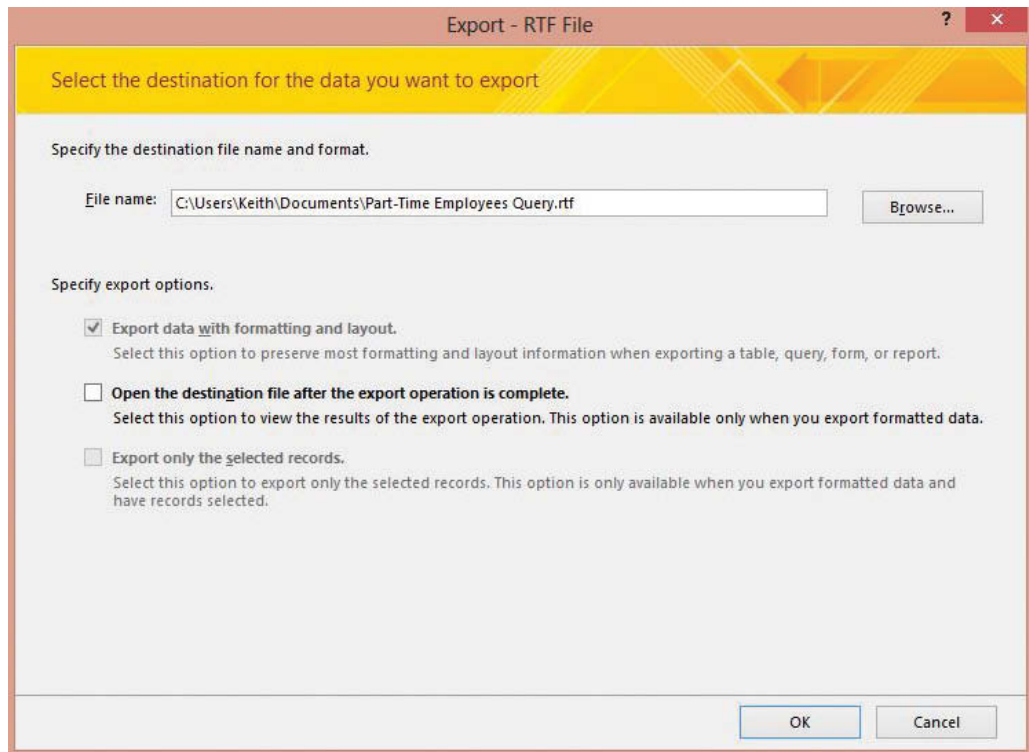 Export - RTF File
?
Select the destination for the data you want to export
Specify the destination file name and format.
File name:
C:\Users\Keith\Documents\Part-Time Employees Query.rtf
Browse...
Specify export options.
Export data with formatting and layout.
Select this option to preserve most formatting and layout information when exporting a table, query, form, or report.
Open the destination file after the export operation is complete.
Select this option to view the results of the export operation. This option is available only when you export formatted data.
Export only the selected records.
Select this option to export only the selected records. This option is only available when you export formatted data and
have records selected.
OK
Cancel